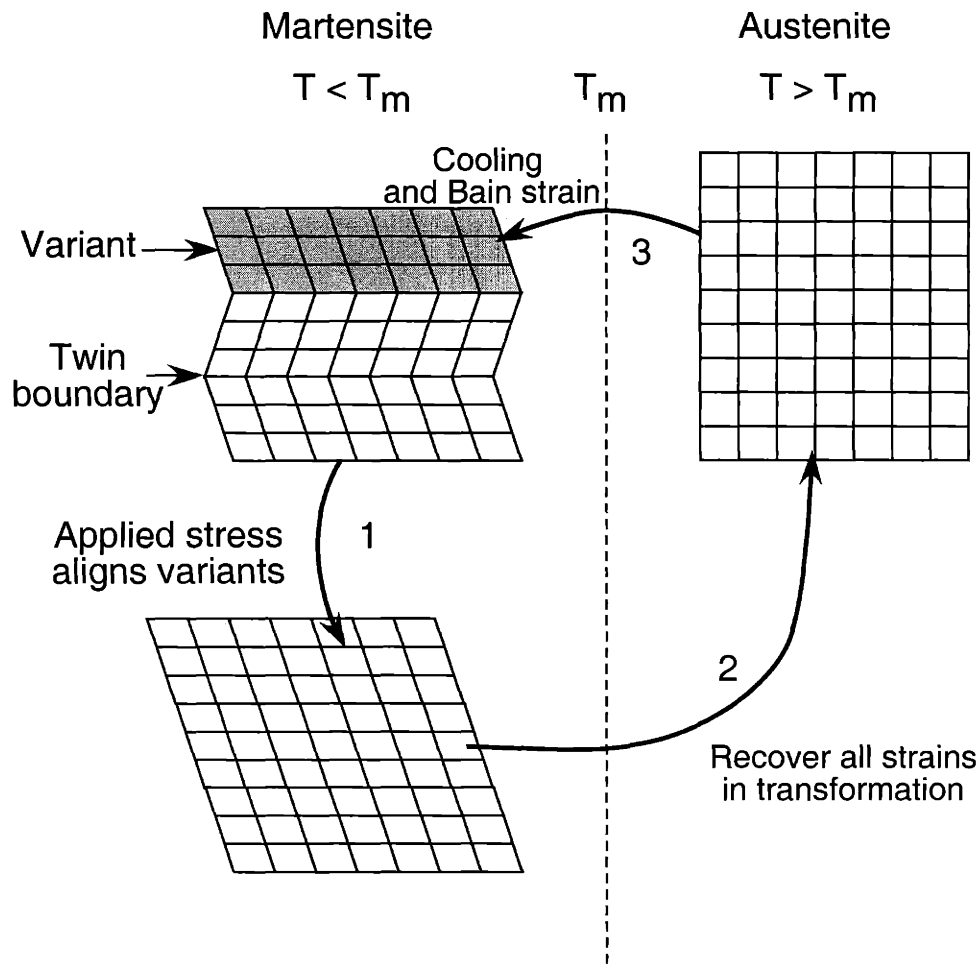 Martensite
Austenite
T < Tm
Tm
T > Tm
Cooling
and Bain strain
3
Variant
Twin
boundary
1
Applied stress
aligns variants
2
Recover all strains
in transformation